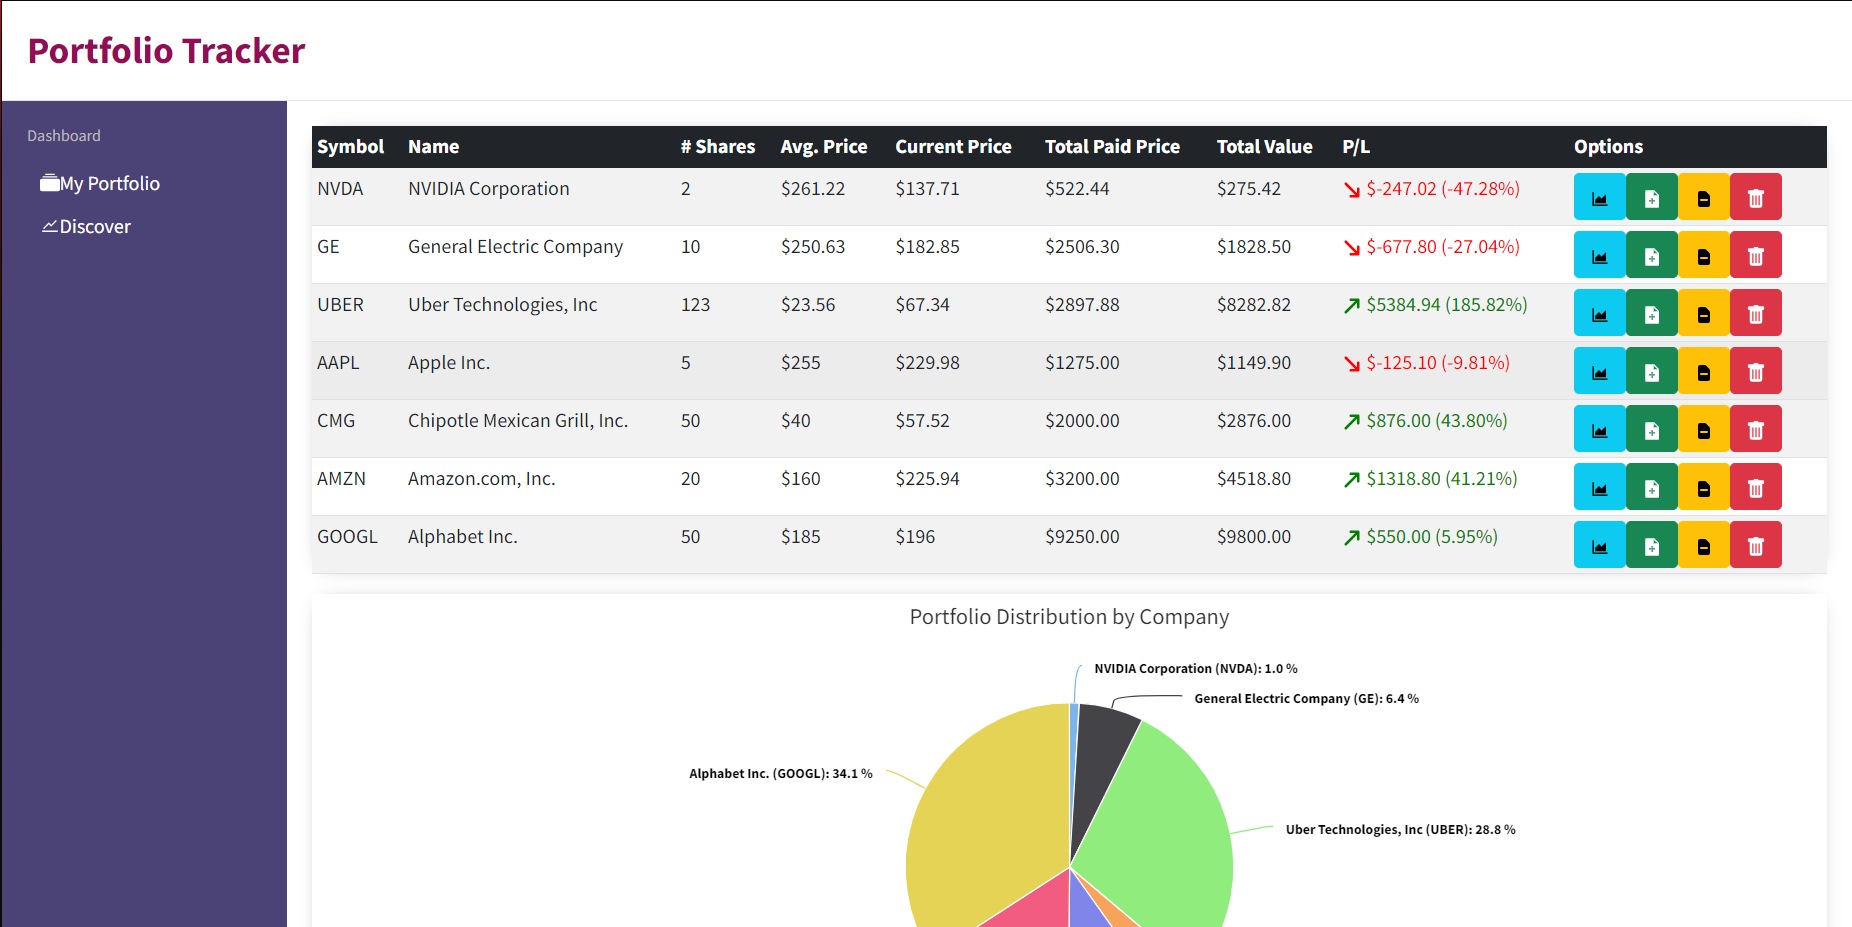 Portfolio Tracker
Dashboard
My Portfolio
Discover
Symbol Name # Shares Avg. Price Current Price Total Paid Price Total Value P/L Options
NVDA NVIDIA Corporation 2 $261.22 $137.71 $522.44 $275.42 $-247.02 (-47.28%)
GE General Electric Company 10 $250.63 $182.85 $2506.30 $1828.50 $-677.80 (-27.04%)
UBER Uber Technologies, Inc 123 $23.56 $67.34 $2897.88 $8282.82 $5384.94 (185.82%)
AAPL Apple Inc. 5 $255 $229.98 $1275.00 $1149.90 $-125.10 (-9.81%)
CMG Chipotle Mexican Grill, Inc. 50 $40 $57.52 $2000.00 $2876.00 $876.00 (43.80%)
AMZN Amazon.com, Inc. 20 $160 $225.94 $3200.00 $4518.80 $1318.80 (41.21%)
GOOGL Alphabet Inc. 50 $185 $196 $9250.00 $9800.00 $550.00 (5.95%)
Portfolio Distribution by Company
NVIDIA Corporation (NVDA): 1.0 %
General Electric Company (GE): 6.4 %
Alphabet Inc. (GOOGL): 34.1 %
Uber Technologies, Inc (UBER): 28.8 %